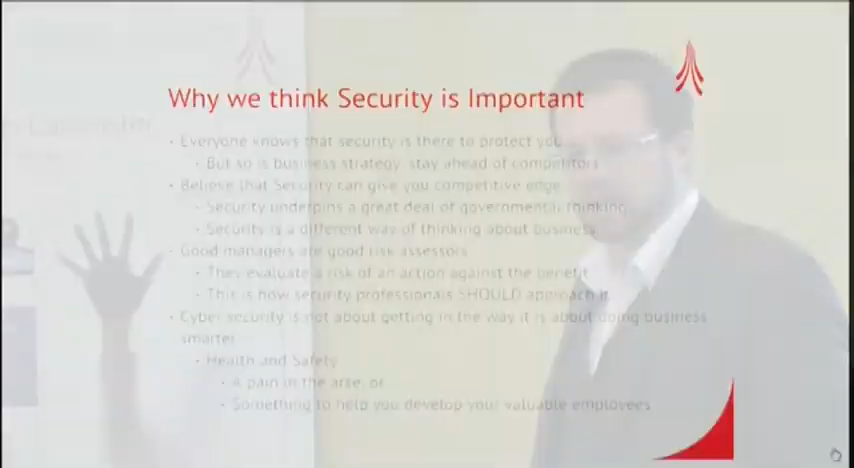 Why we think Security is Important
- Everyone knows that security is there to protect you
- But so is business strategy, stay ahead of competitors
- Believe that Security can give you competitive edge
- Security underpins a great deal of governmental thinking
- Security is a different way of thinking about business
- Good managers are good risk assessors
- They evaluate a risk of an action against the benefit
- This is how security professionals SHOULD approach it
- Cyber security is not about getting in the way it is about doing business
smarter
- Health and Safety
- A pain in the arse, or
- Something to help you develop your valuable employees